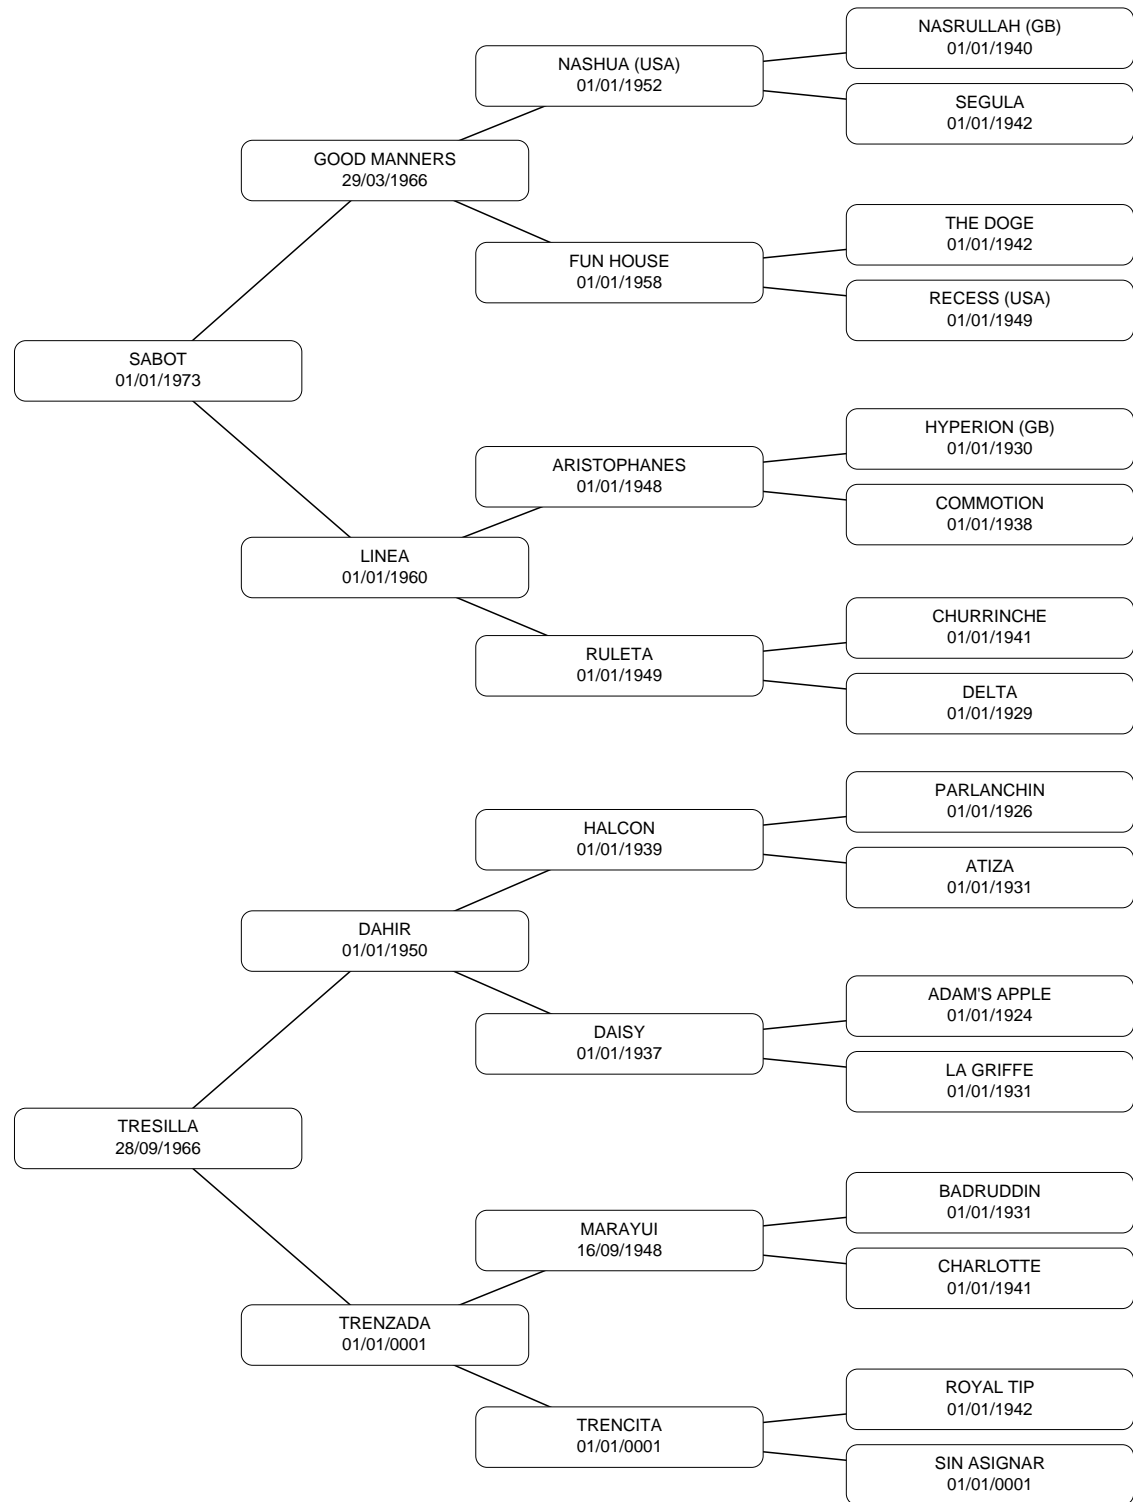 NASRULLAH (GB)
01/01/1940
NASHUA (USA)
01/01/1952
SEGULA
01/01/1942
GOOD MANNERS
29/03/1966
THE DOGE
01/01/1942
FUN HOUSE
01/01/1958
RECESS (USA)
01/01/1949
SABOT
01/01/1973
HYPERION (GB)
01/01/1930
ARISTOPHANES
01/01/1948
COMMOTION
01/01/1938
LINEA
01/01/1960
CHURRINCHE
01/01/1941
RULETA
01/01/1949
DELTA
01/01/1929
PARLANCHIN
01/01/1926
HALCON
01/01/1939
ATIZA
01/01/1931
DAHIR
01/01/1950
ADAM'S APPLE
01/01/1924
DAISY
01/01/1937
LA GRIFFE
01/01/1931
TRESILLA
28/09/1966
BADRUDDIN
01/01/1931
MARAYUI
16/09/1948
CHARLOTTE
01/01/1941
TRENZADA
01/01/0001
ROYAL TIP
01/01/1942
TRENCITA
01/01/0001
SIN ASIGNAR
01/01/0001